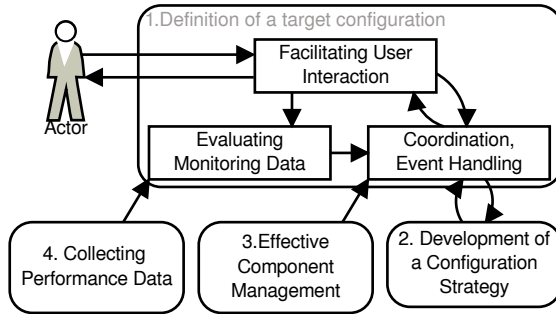 1.Definition of a target configuration
Facilitating User
Interaction
Actor
Evaluating
Monitoring Data
Coordination,
Event Handling
4. Collecting
Performance Data
3.Effective
Component
Management
2. Development of
a Configuration
Strategy